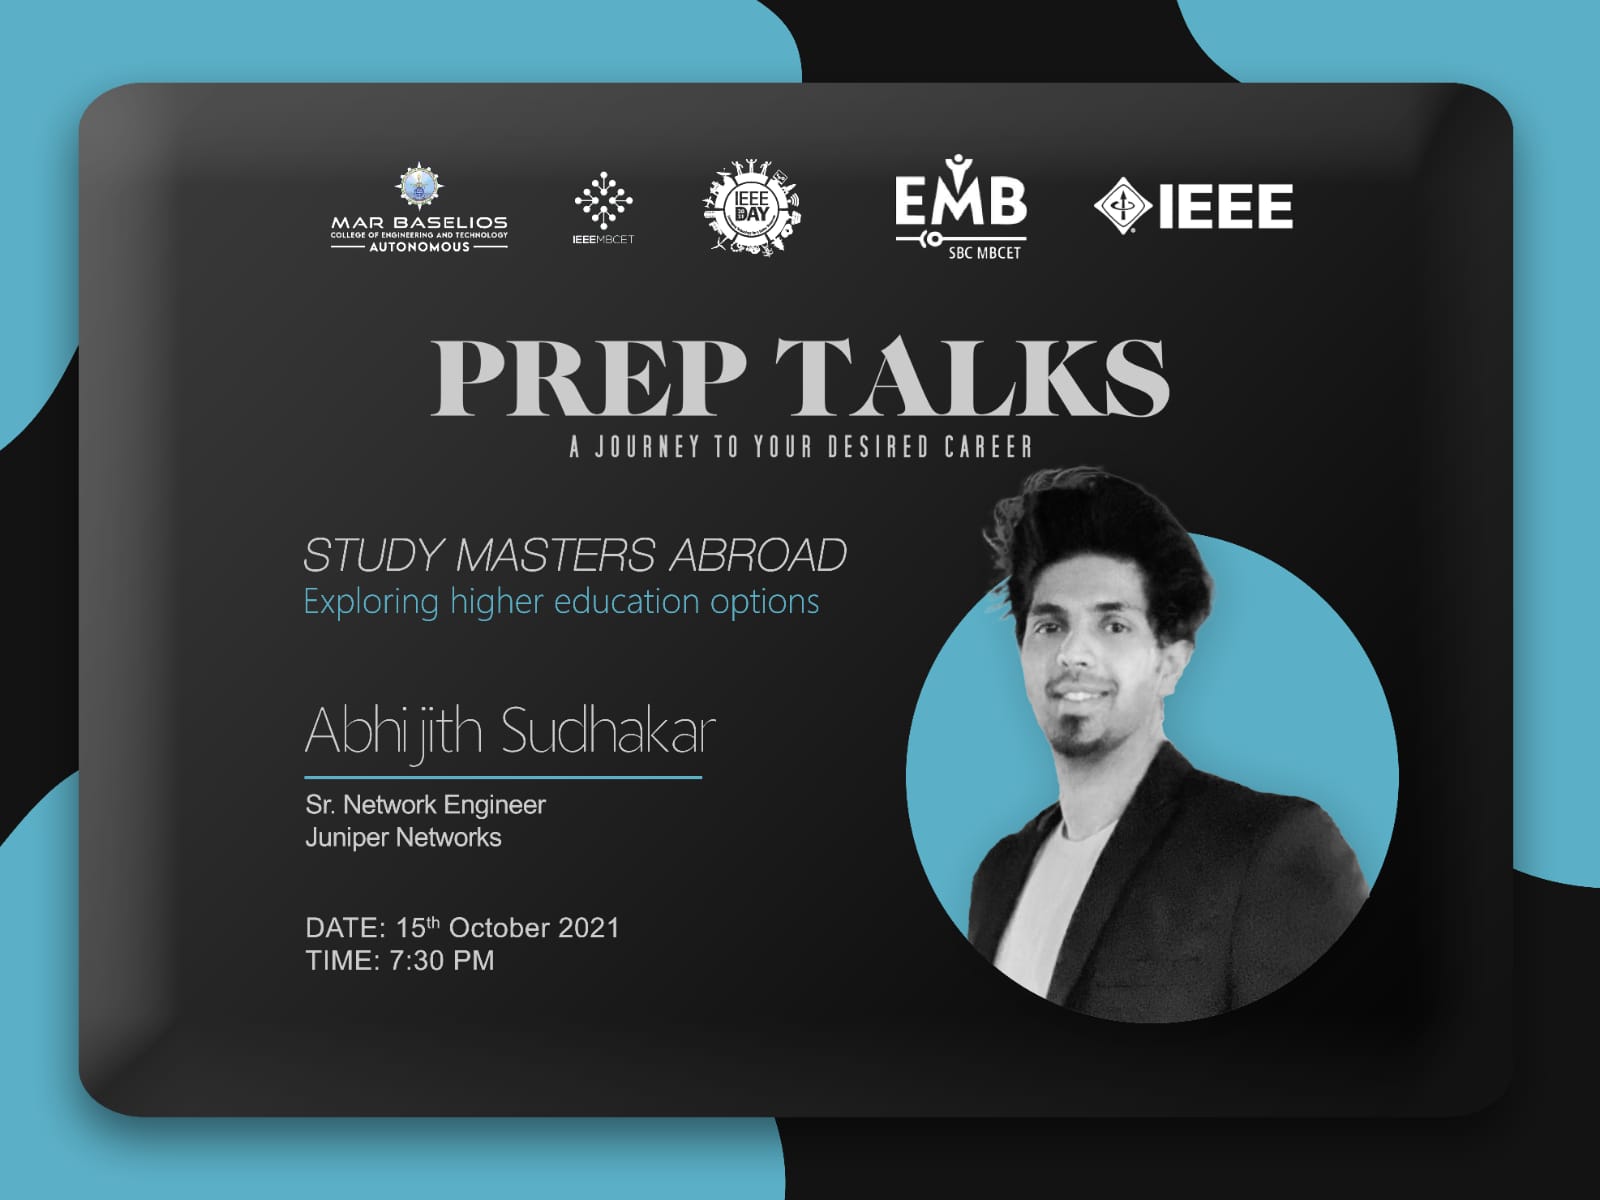 MAR BASELIOS
COLLEGE OF ENGINEERING AND TECHNOLOGY
AUTONOMOUS
IEEEMBCET
IEEE
DAY
EMB
SBC MBCET
IEEE
PREP TALKS
A JOURNEY TO YOUR DESIRED CAREER
STUDY MASTERS ABROAD
Exploring higher education options
Abhijith Sudhakar
Sr. Network Engineer
Juniper Networks
DATE: 15th October 2021
TIME: 7:30 PM